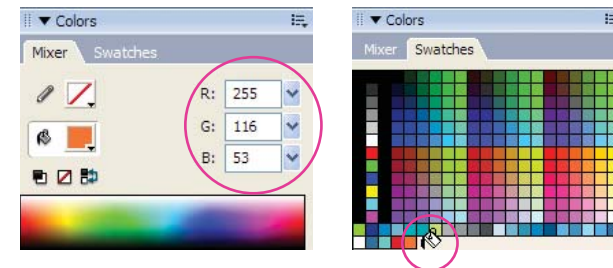 Colors
Mixer Swatches
R: 255
G: 116
B: 53
Colors
Mixer Swatches